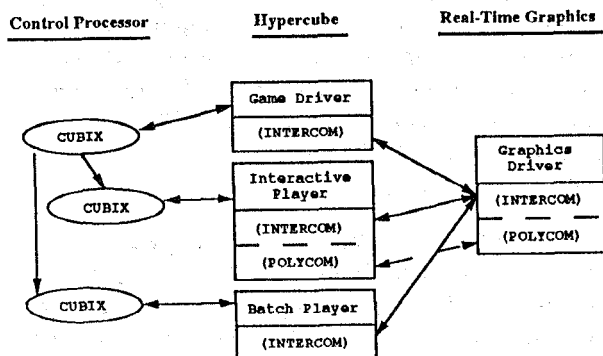 Control Processor
Hypercube
Real-Time Graphics
Game Driver
(INTERCOM)
CUBIX
Graphics
Driver
(INTERCOM)
(POLYCOM)
Interactive
Player
(INTERCOM)
(POLYCOM)
CUBIX
Batch Player
(INTERCOM)
CUBIX